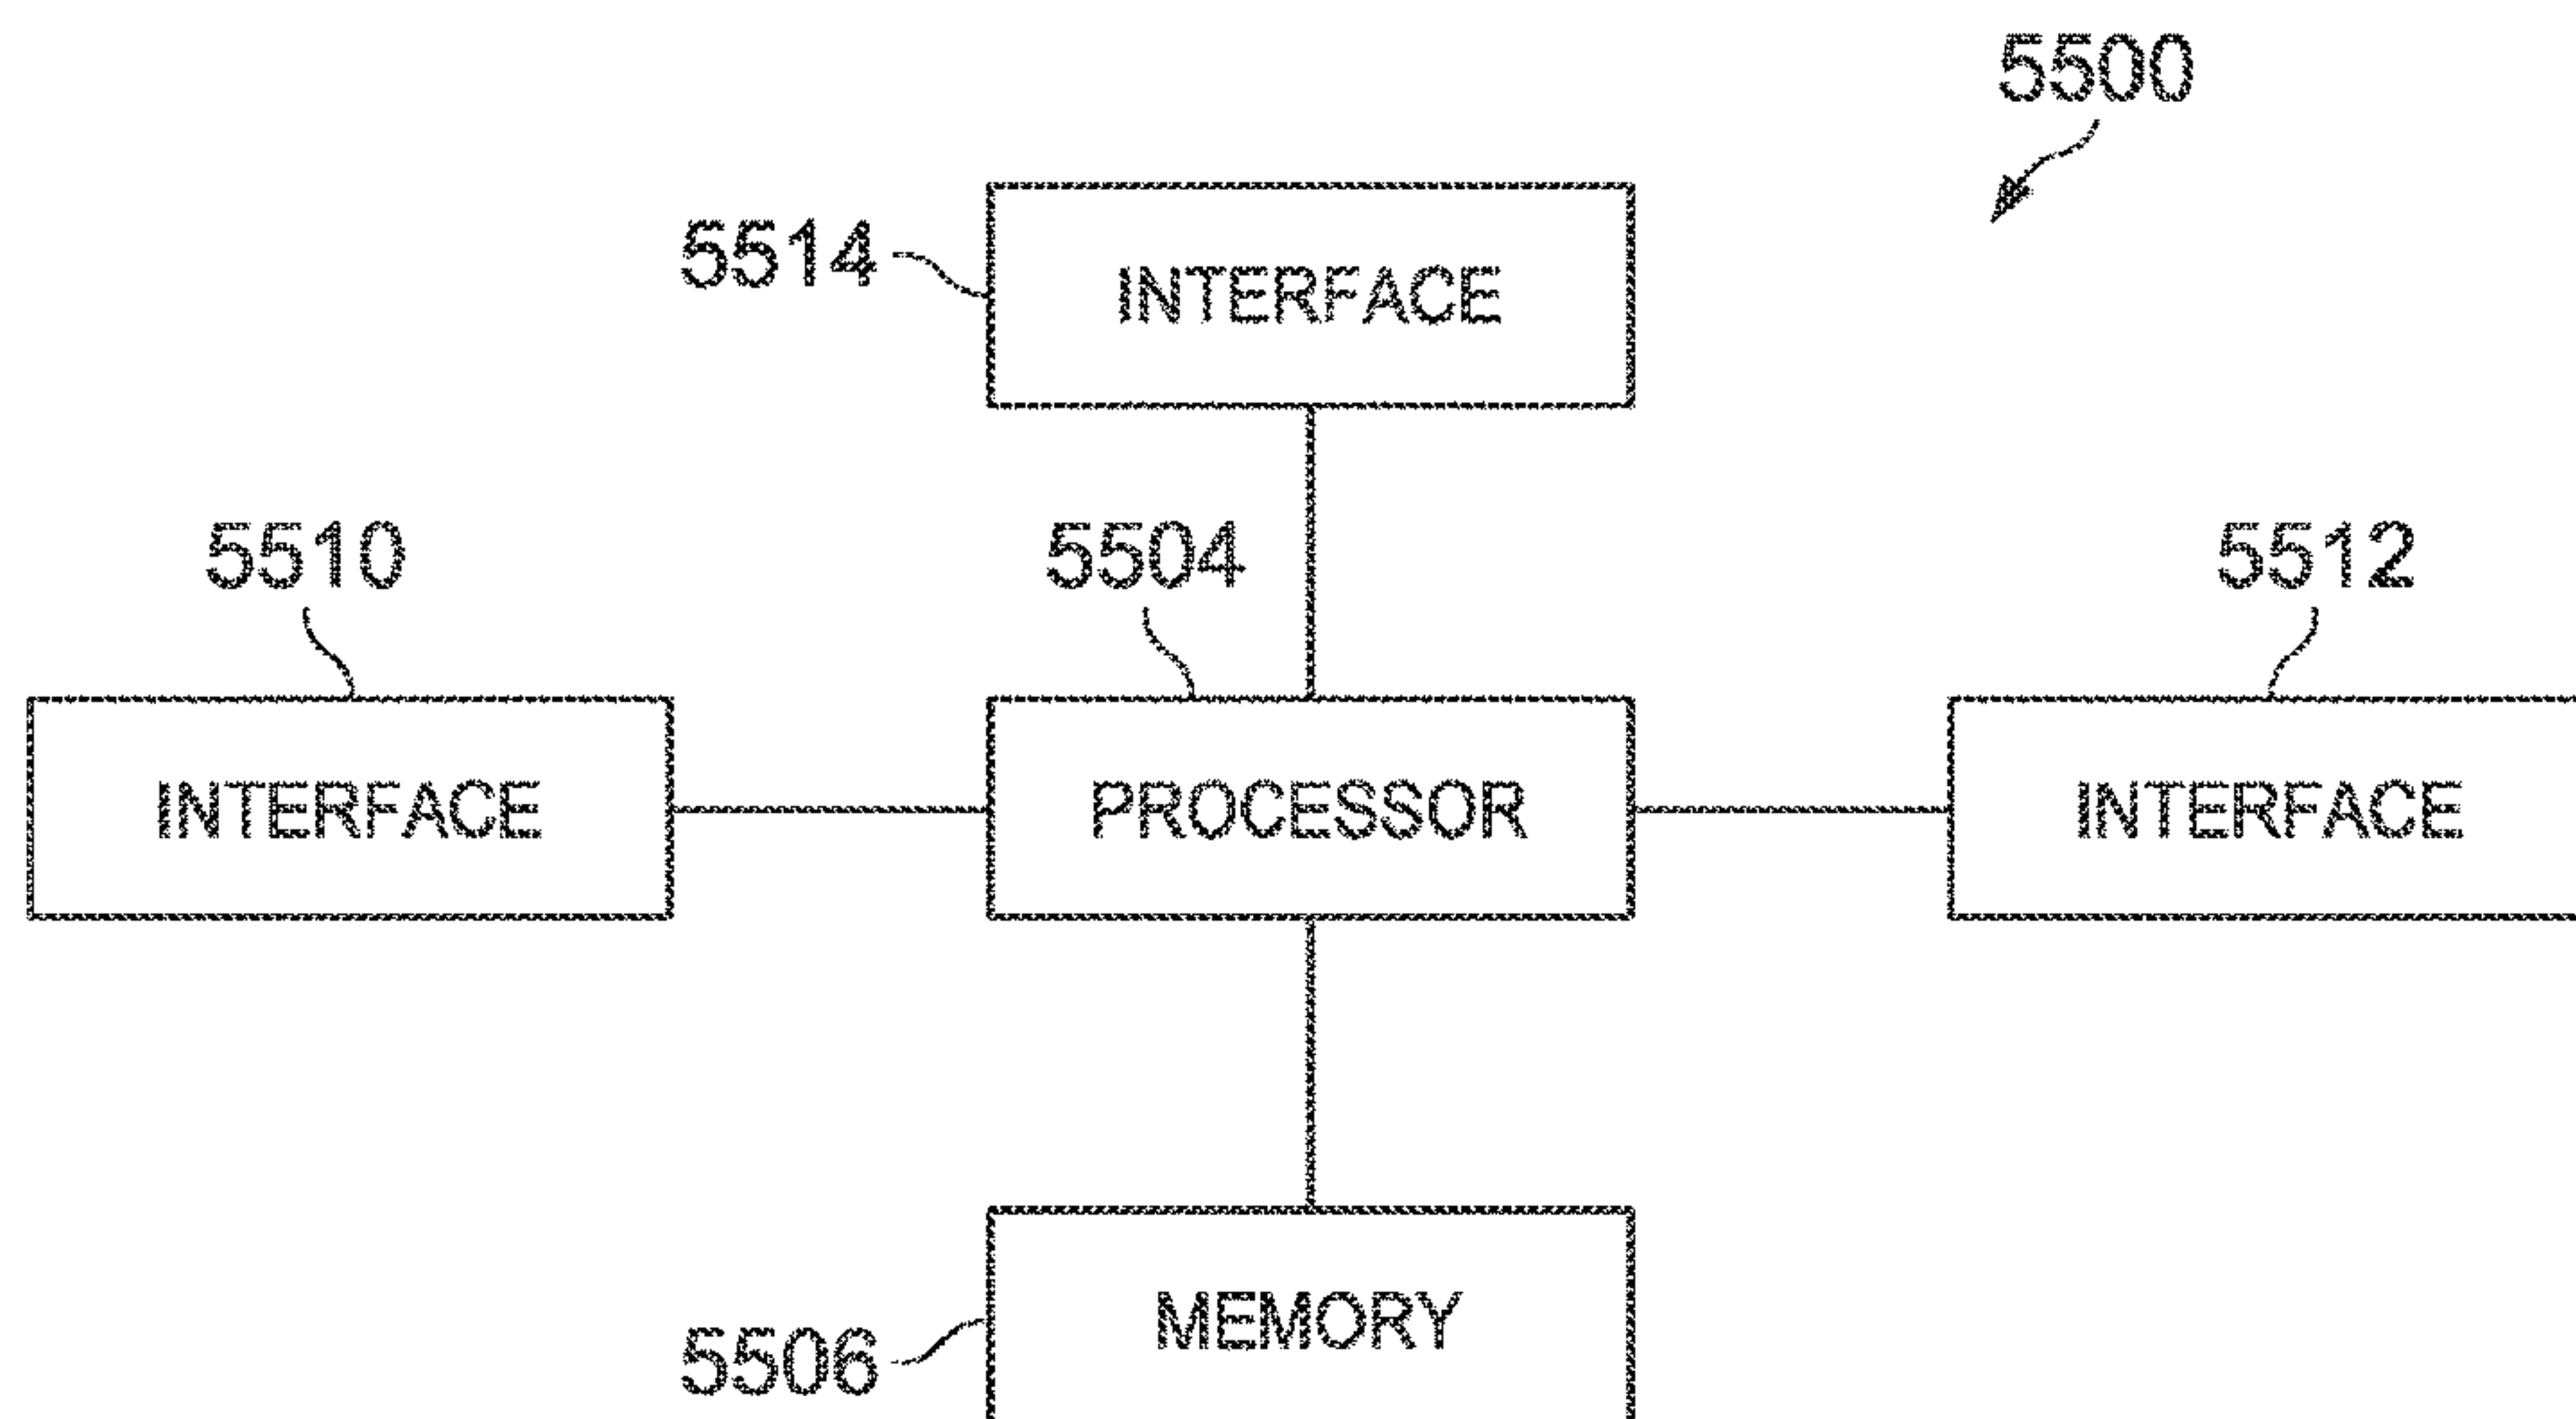 5500
5514
INTERFACE
5510
5504
5512
INTERFACE
PROCESSOR
INTERFACE
MEMORY
5506